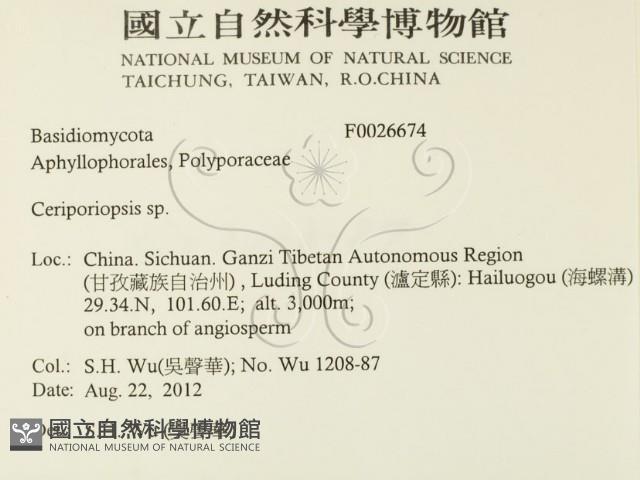 國立自然科學博物館
NATIONAL MUSEUM OF NATURAL SCIENCE
TAICHUNG, TAIWAN, R.O.CHINA
Basidiomycota F0026674
Aphyllophorales, Polyporaceae
Ceriporiopsis sp.
Loc.: China. Sichuan. Ganzi Tibetan Autonomous Region
(甘孜藏族自治州) , Luding County (瀘定縣): Hailuogou (海螺溝)
29.34.N, 101.60.E; alt. 3,000m;
on branch of angiosperm
Col.: S.H. Wu(吳聲華); No. Wu 1208-87
Date: Aug. 22, 2012
國立自然科學博物館
NATIONAL MUSEUM OF NATURAL SCIENCE